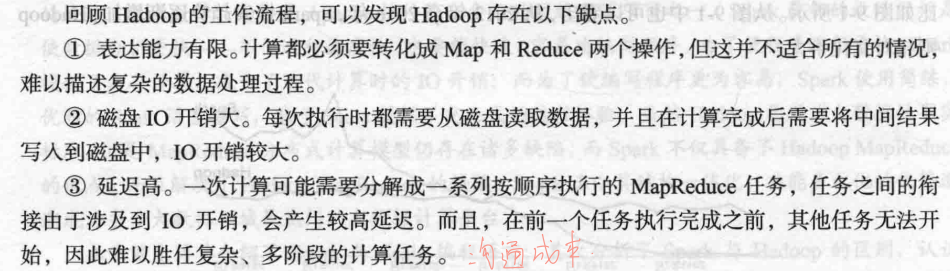 回顾 Hadoop 的工作流程，可以发现 Hadoop 存在以下缺点。
① 表达能力有限。计算都必须要转化成 Map 和 Reduce 两个操作，但这并不适合所有的情况，
难以描述复杂的数据处理过程。
② 磁盘 IO 开销大。每次执行时都需要从磁盘读取数据，并且在计算完成后需要将中间结果
写入到磁盘中，IO 开销较大。
③ 延迟高。一次计算可能需要分解成一系列按顺序执行的 MapReduce 任务，任务之间的衔
接由于涉及到 IO 开销，会产生较高延迟。而且，在前一个任务执行完成之前，其他任务无法开
始，因此难以胜任复杂、多阶段的计算任务。 沟通成本